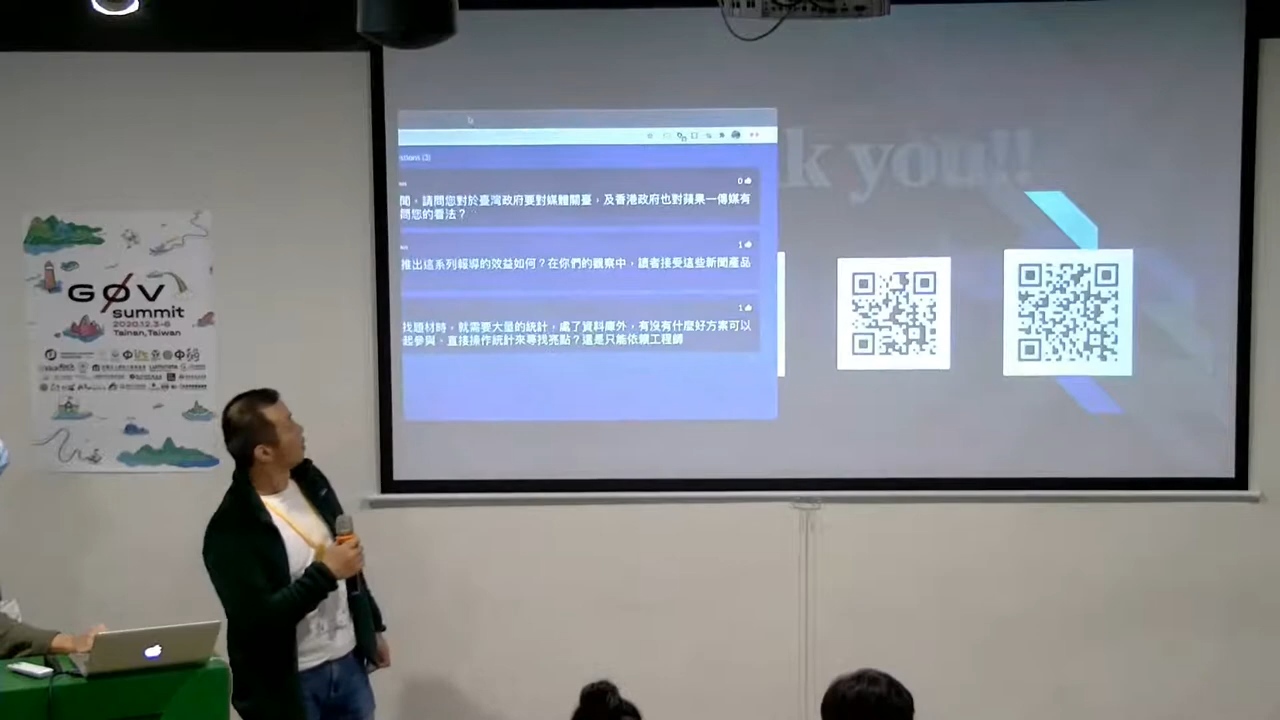 GØV
summit
2020.12.3-6
Tainan,Taiwan
k you!!
stions (3)
0
聞，請問您對於臺灣政府要對媒體關臺，及香港政府也對蘋果一傳媒有
問您的看法？
1
推出這系列報導的效益如何？在你們的觀察中，讀者接受這些新聞產品
1
找題材時，就需要大量的統計，處了資料庫外，有沒有什麼好方案可以
起參與、直接操作統計來尋找亮點？還是只能依賴工程師